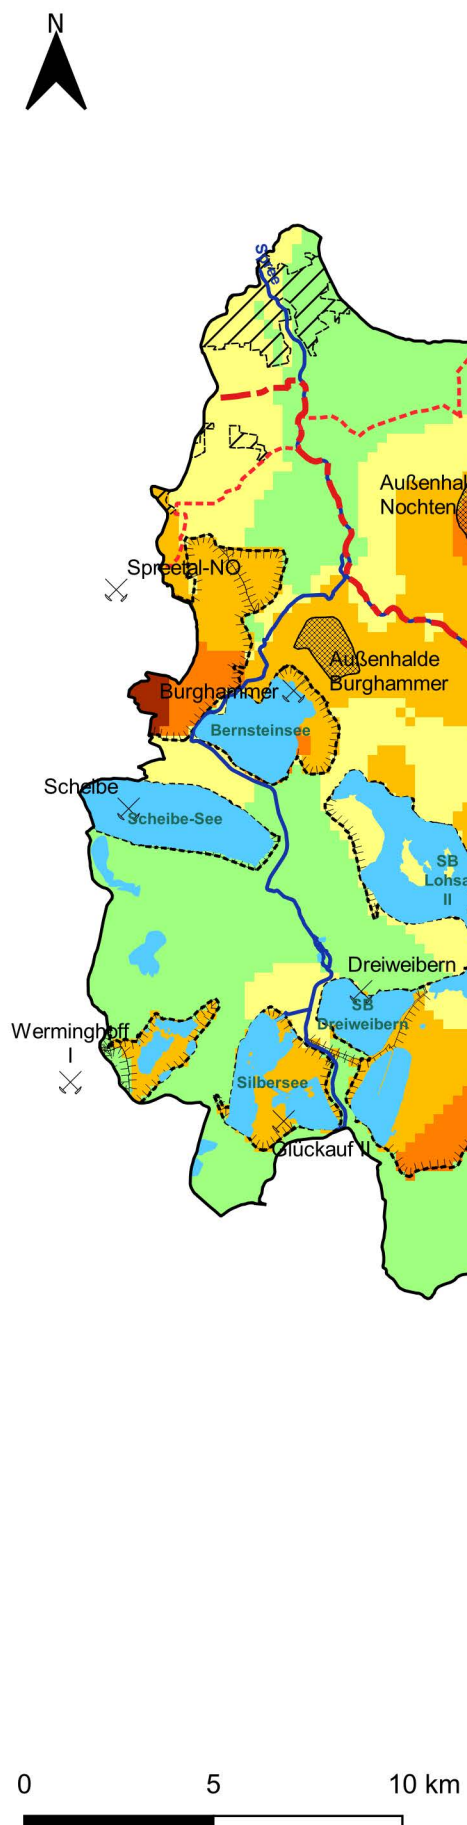 N
Spree
Außenhal
Nochten
Spreetal-NO
Außenhalde
Burghammer
Burghammer
Bernsteinsee
Scheibe
Scheibe-See
SB
Lohsa
II
Dreiweibern
SB
Dreiweibern
Werminghoff
I
Silbersee
Glückauf II
0 5 10 km